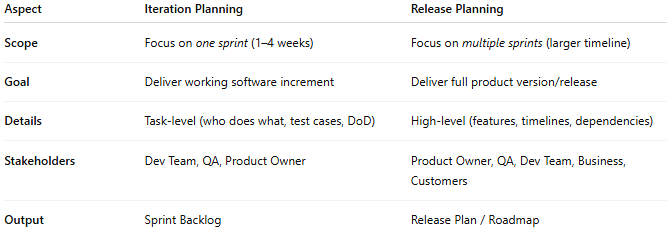 Aspect Iteration Planning Release Planning
Scope Focus on one sprint (1–4 weeks) Focus on multiple sprints (larger timeline)
Goal Deliver working software increment Deliver full product version/release
Details Task-level (who does what, test cases, DoD) High-level (features, timelines, dependencies)
Stakeholders Dev Team, QA, Product Owner Product Owner, QA, Dev Team, Business,
Customers
Output Sprint Backlog Release Plan / Roadmap